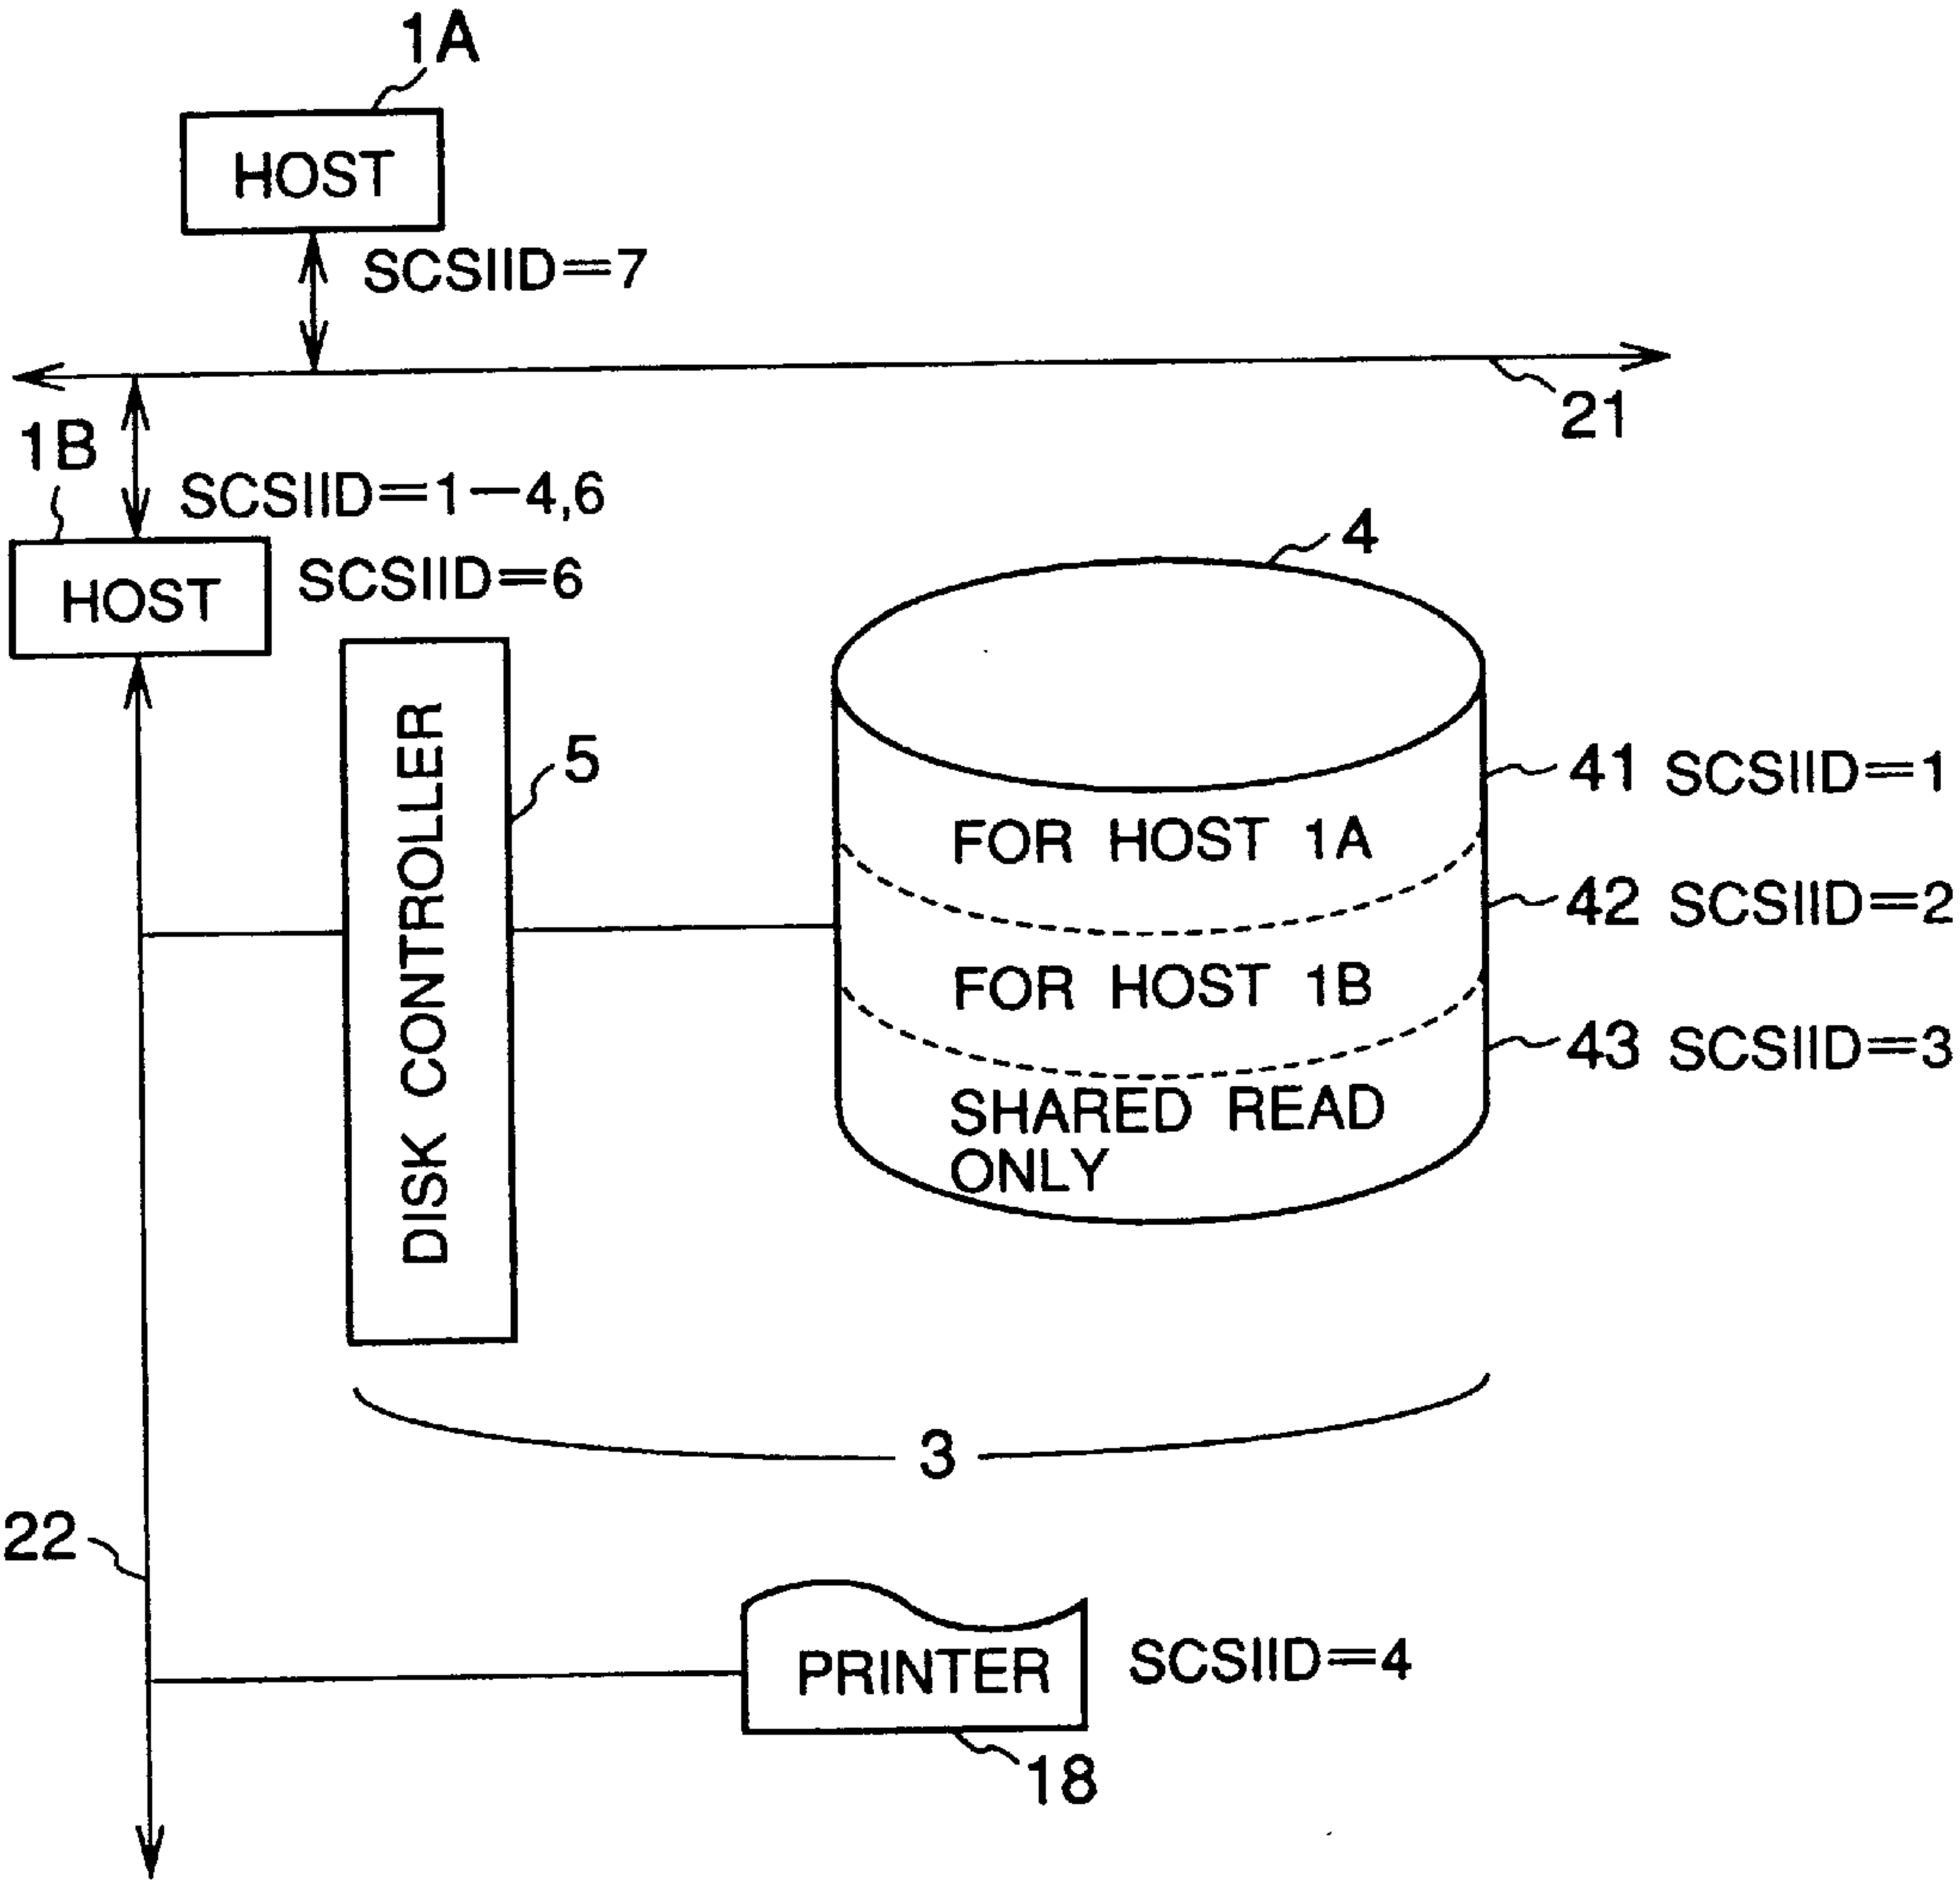 1A
HOST
SCSIID=7
21
1B
SCSIID=1-4,6
HOST
SCSIID=6
4
DISK CONTROLLER
5
41 SCSIID=1
FOR HOST 1A
42 SCSIID=2
FOR HOST 1B
43 SCSIID=3
SHARED READ
ONLY
3
22
PRINTER
SCSIID=4
18